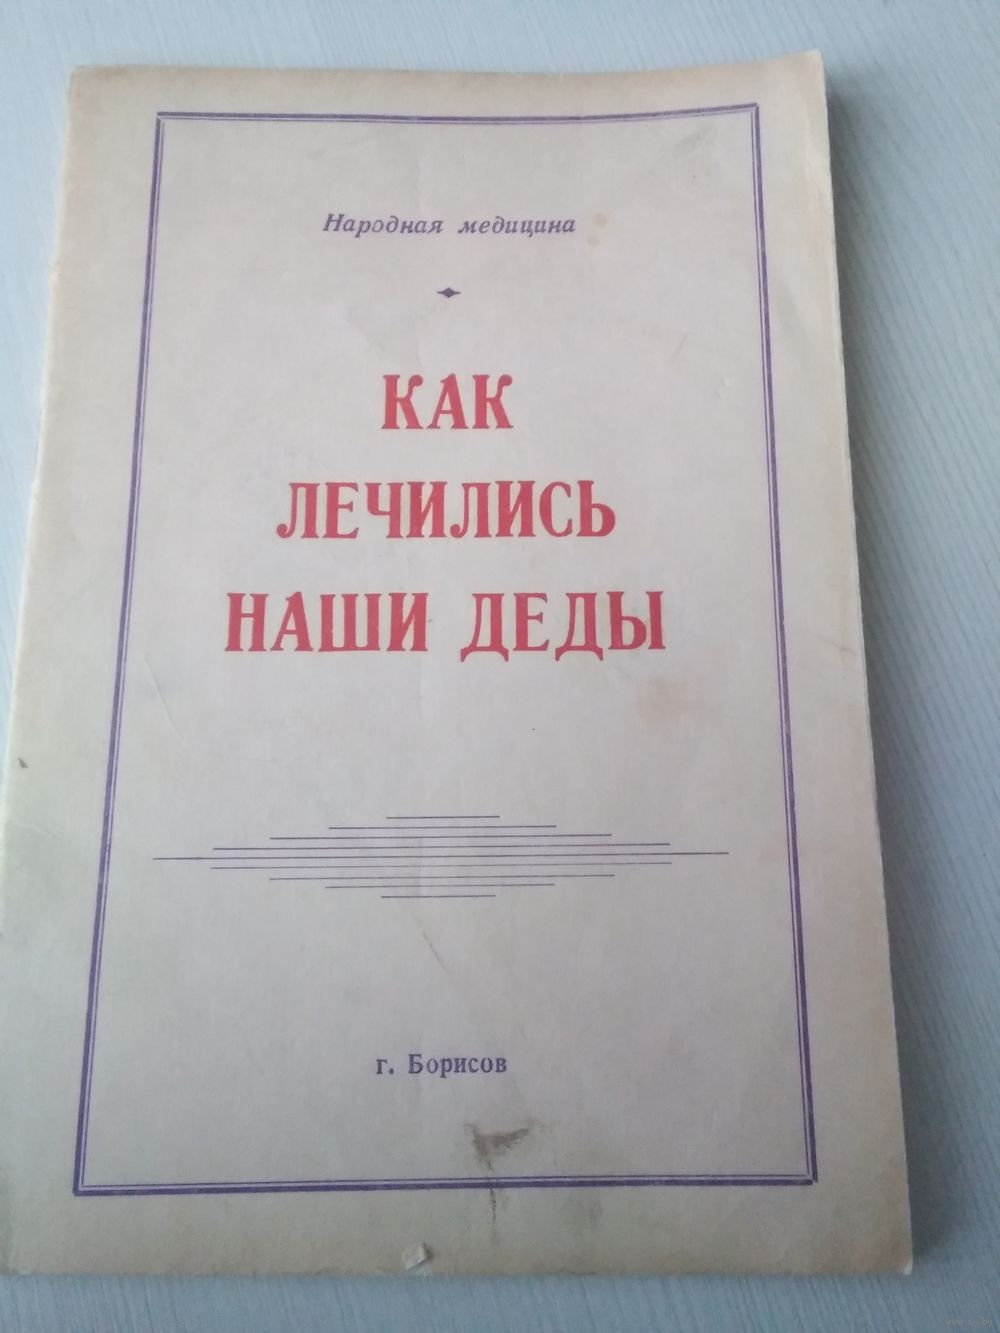 Народная медицина
КАК
ЛЕЧИЛИСЬ
НАШИ ДЕДЫ
г. Борисов